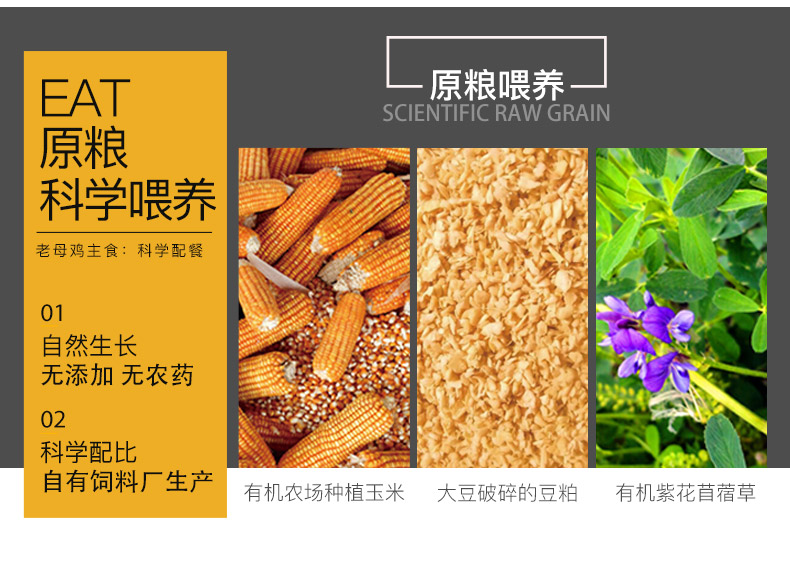 EAT
原粮
科学喂养
老母鸡主食：科学配餐
01
自然生长
无添加 无农药
02
科学配比
自有饲料厂生产
原粮喂养
SCIENTIFIC RAW GRAIN
有机农场种植玉米
大豆破碎的豆粕
有机紫花苜蓿草